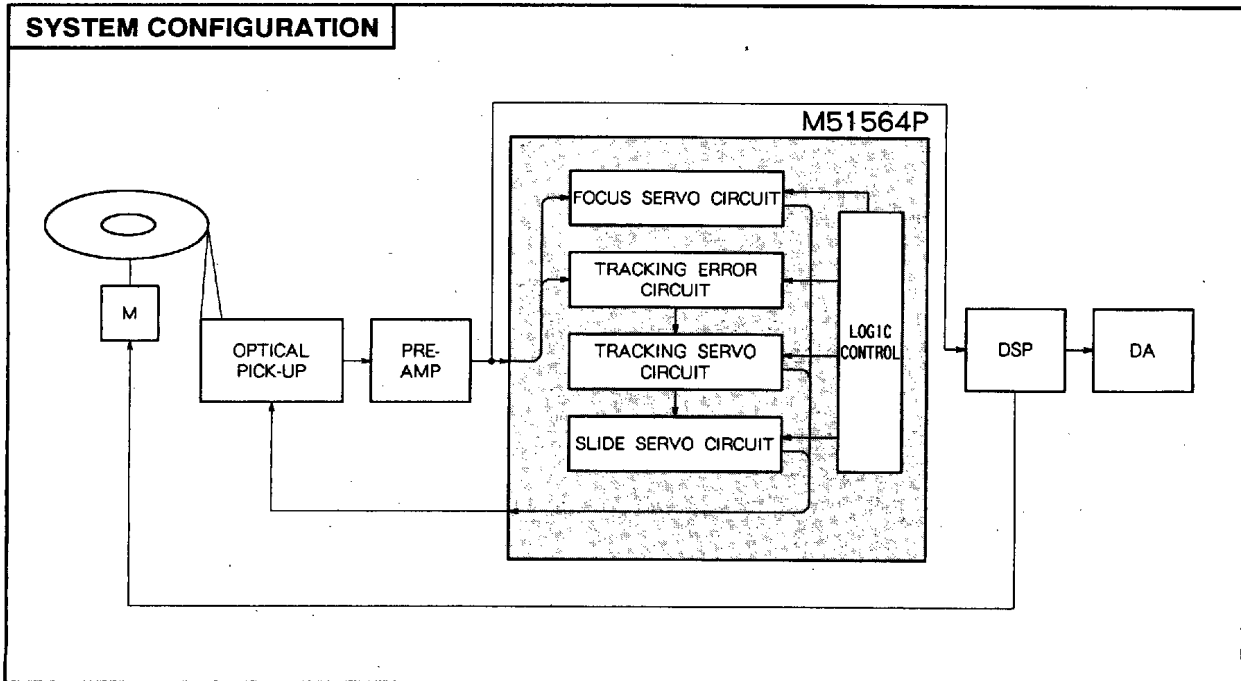 SYSTEM CONFIGURATION
M51564P
FOCUS SERVO CIRCUIT
TRACKING ERROR
CIRCUIT
M
OPTICAL
PICK-UP
PRE-
AMP
TRACKING SERVO
CIRCUIT
LOGIC
CONTROL
DSP
DA
SLIDE SERVO CIRCUIT